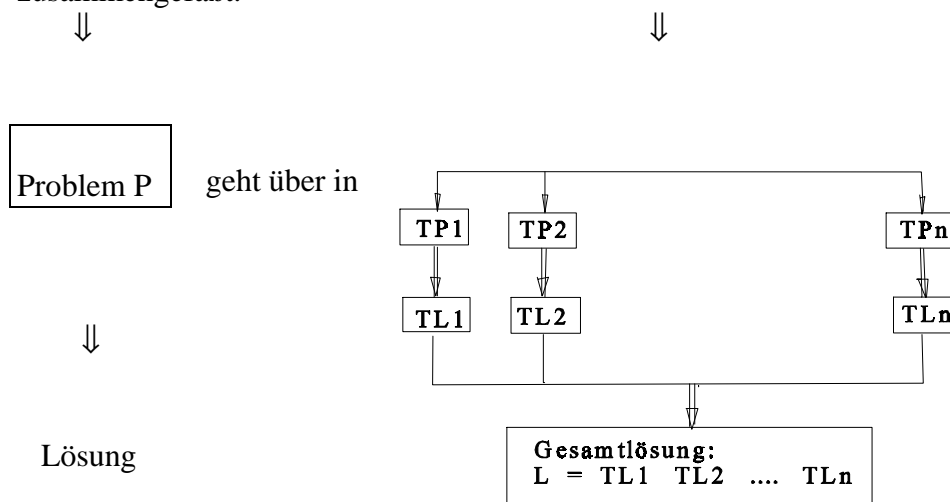 ⇓ ⇓
Problem P geht über in
TP1 TP2 TPn
TL1 TL2 TLn
⇓
Lösung
Gesamtlösung:
L = TL1 TL2 .... TLn